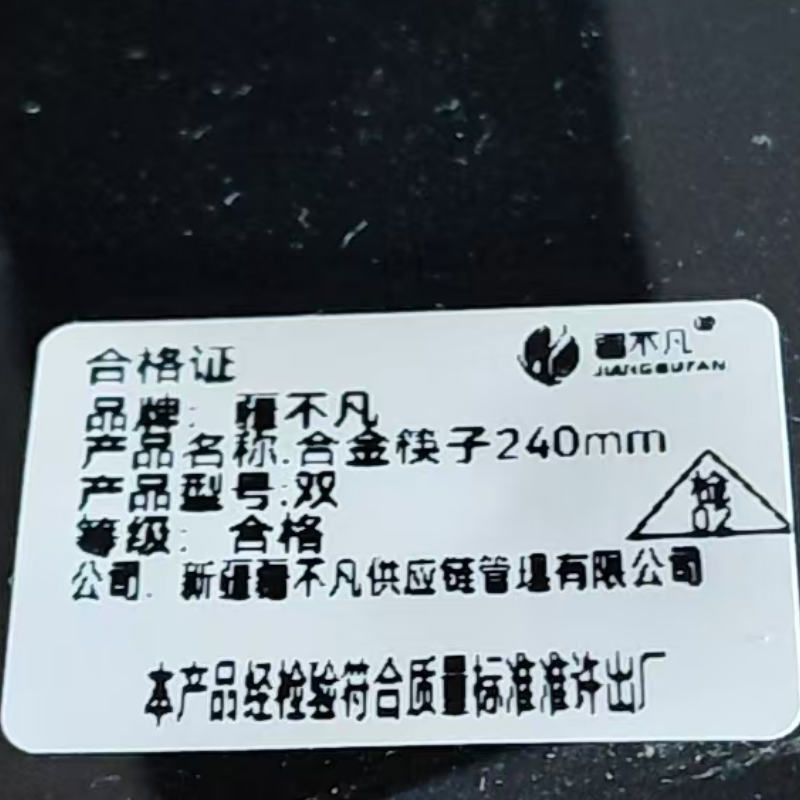 合格证
疆不凡
JIANGBUFAN
品牌: 疆不凡
产品名称:合金筷子240mm
产品型号:双
等级: 合格
检
02
公司: 新疆疆不凡供应链管理有限公司
本产品经检验符合质量标准准许出厂